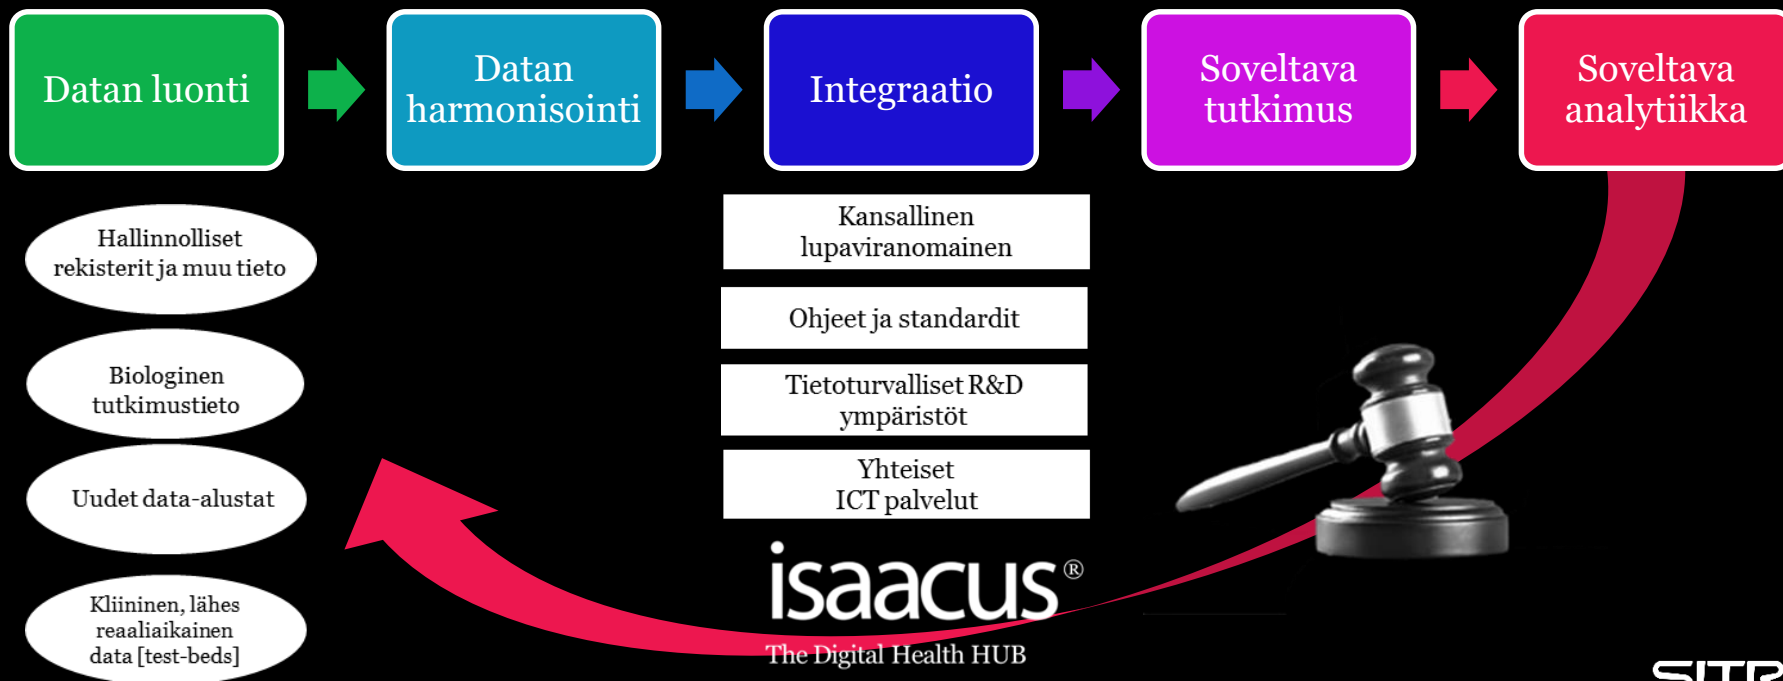 Datan luonti
Datan
harmonisointi
Integraatio
Soveltava
tutkimus
Soveltava
analytiikka
Hallinnolliset
rekisterit ja muu tieto
Biologinen
tutkimustieto
Uudet data-alustat
Kliininen, lähes
reaaliaikainen
data [test-beds]
Kansallinen
lupaviranomainen
Ohjeet ja standardit
Tietoturvalliset R&D
ympäristöt
Yhteiset
ICT palvelut
isaacus®
The Digital Health HUB